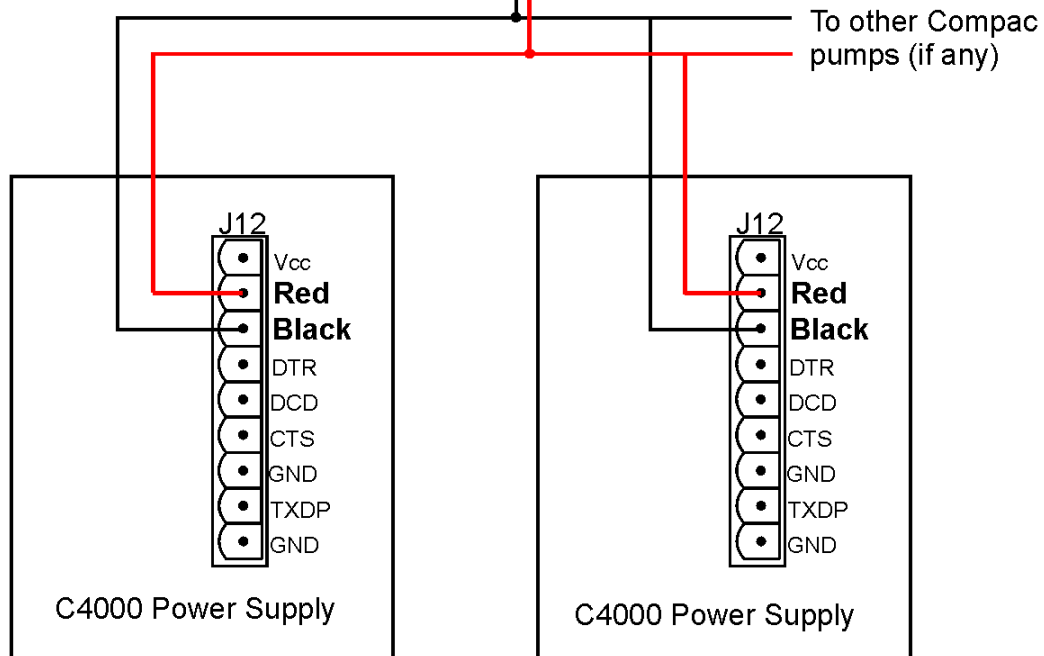 To other Compac
pumps (if any)
J12
Vcc
Red
Black
DTR
DCD
CTS
GND
TXDP
GND
C4000 Power Supply
J12
Vcc
Red
Black
DTR
DCD
CTS
GND
TXDP
GND
C4000 Power Supply